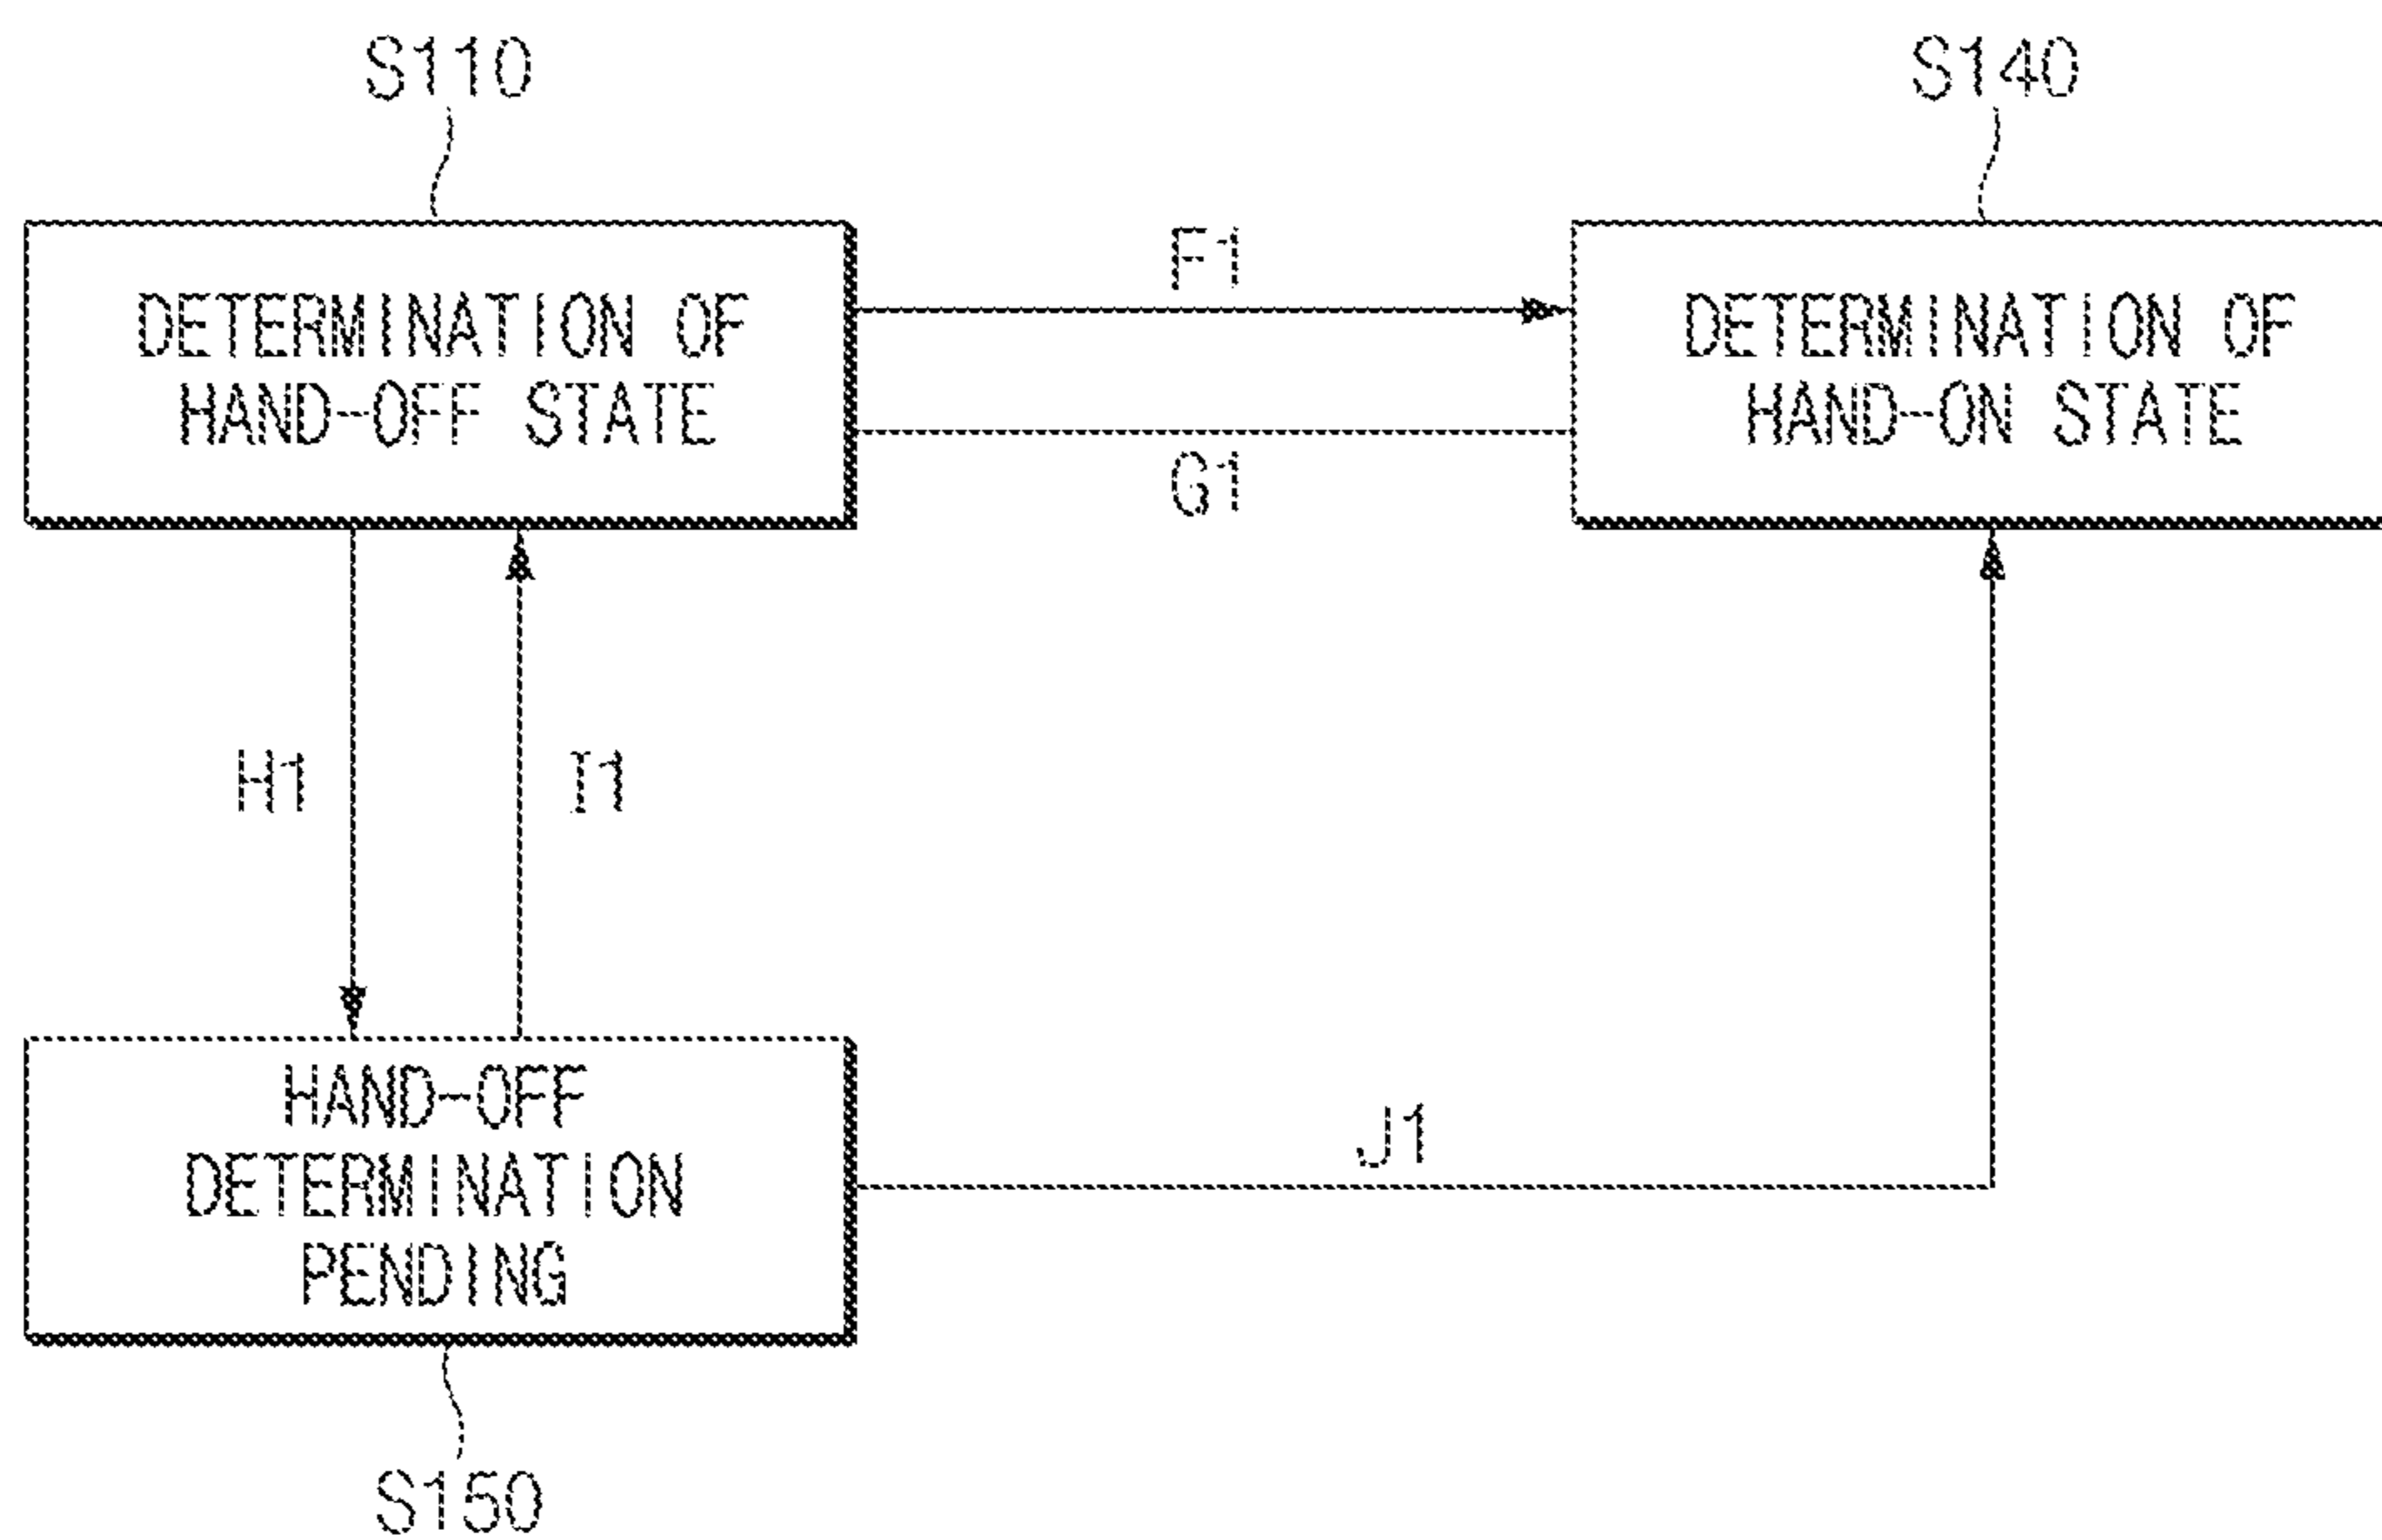 S110
S140
DETERMINATION OF
HAND-OFF STATE
F1
G1
DETERMINATION OF
HAND-ON STATE
H1
I1
HAND-OFF
DETERMINATION
PENDING
J1
S150